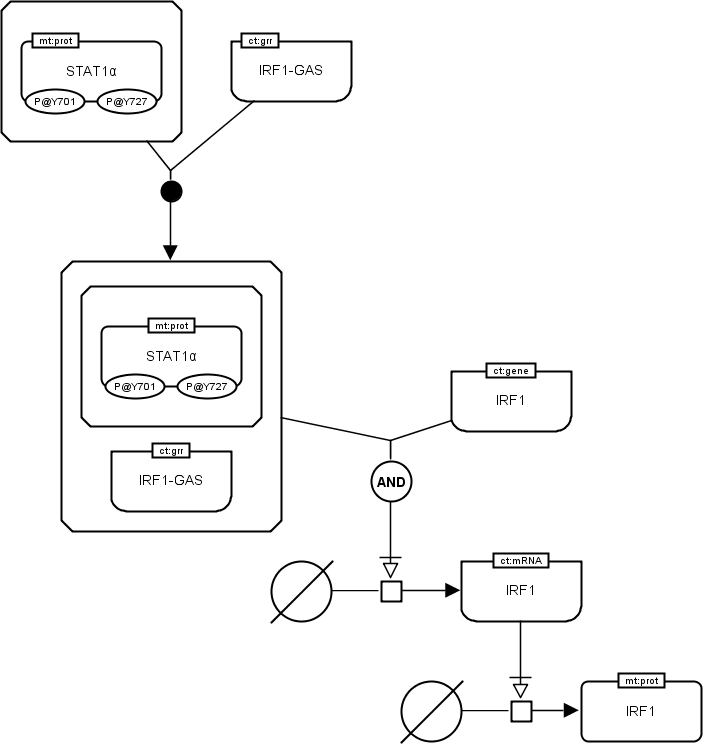 mt:prot
STAT1α
P@Y701
P@Y727
ct:grr
IRF1-GAS
mt:prot
STAT1α
P@Y701
P@Y727
ct:grr
IRF1-GAS
ct:gene
IRF1
AND
ct:mRNA
IRF1
mt:prot
IRF1